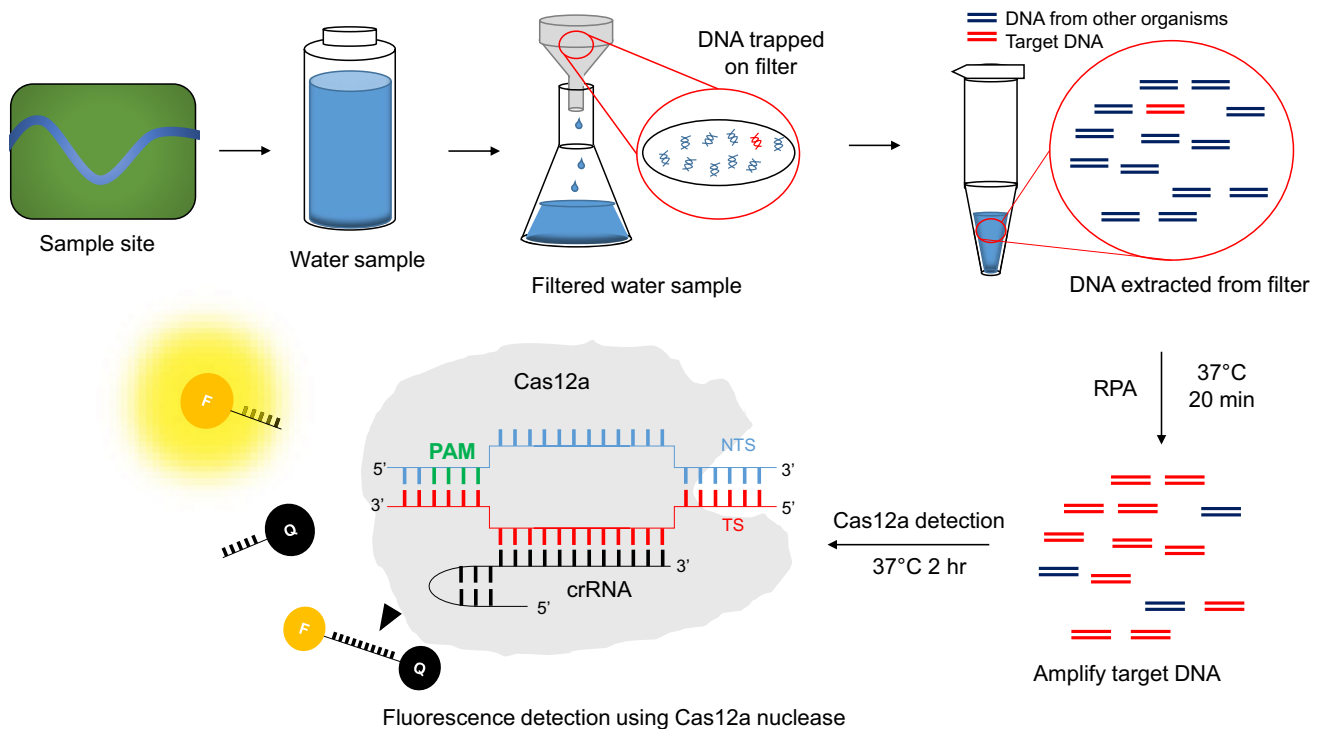 DNA from other organisms
Target DNA
DNA trapped
on filter
Sample site
Water sample
Filtered water sample
DNA extracted from filter
RPA
37°C
20 min
Amplify target DNA
Cas12a detection
37°C 2 hr
Cas12a
PAM
NTS
5’
3’
3’
5’
TS
3’
crRNA
5’
F
Q
F
Q
Fluorescence detection using Cas12a nuclease